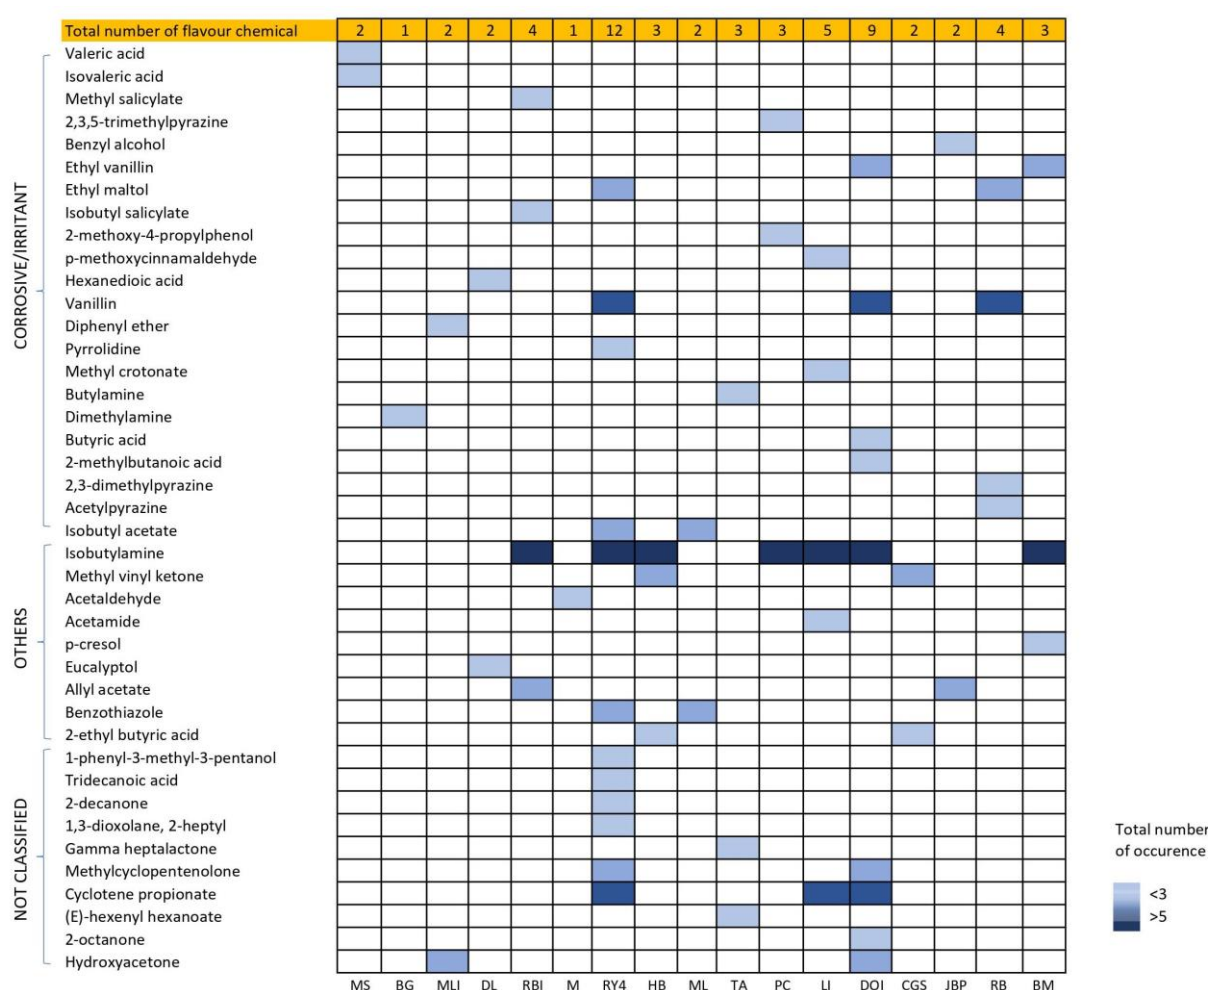 Total number of flavour chemical 2 1 2 2 4 1 12 3 2 3 3 5 9 2 2 4 3
CORROSIVE/IRRITANT
Valeric acid
Isovaleric acid
Methyl salicylate
2,3,5-trimethylpyrazine
Benzyl alcohol
Ethyl vanillin
Ethyl maltol
Isobutyl salicylate
2-methoxy-4-propylphenol
p-methoxycinnamaldehyde
Hexanedioic acid
Vanillin
Diphenyl ether
Pyrrolidine
Methyl crotonate
Butylamine
Dimethylamine
Butyric acid
2-methylbutanoic acid
2,3-dimethylpyrazine
Acetylpyrazine
Isobutyl acetate
OTHERS
Isobutylamine
Methyl vinyl ketone
Acetaldehyde
Acetamide
p-cresol
Eucalyptol
Allyl acetate
Benzothiazole
2-ethyl butyric acid
NOT CLASSIFIED
1-phenyl-3-methyl-3-pentanol
Tridecanoic acid
2-decanone
1,3-dioxolane, 2-heptyl
Gamma heptalactone
Methylcyclopentenolone
Cyclotene propionate
(E)-hexenyl hexanoate
2-octanone
Hydroxyacetone
MS BG MLI DL RBI M RY4 HB ML TA PC LI DOI CGS JBP RB BM
Total number
of occurence
<3
>5